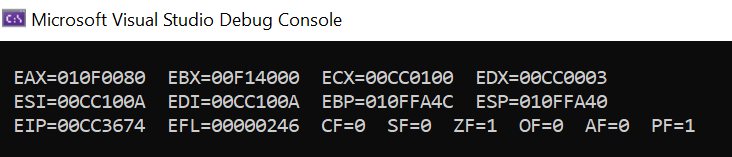 C:\ Microsoft Visual Studio Debug Console
EAX=010F0080 EBX=00F14000 ECX=00CC0100 EDX=00CC0003
ESI=00CC100A EDI=00CC100A EBP=010FFA4C ESP=010FFA40
EIP=00CC3674 EFL=00000246 CF=0 SF=0 ZF=1 OF=0 AF=0 PF=1